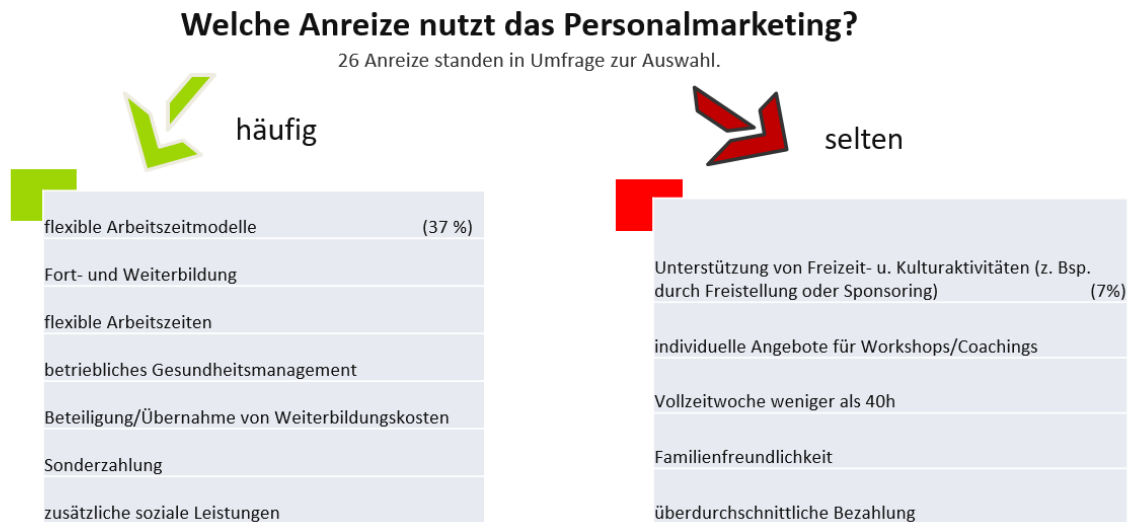 Welche Anreize nutzt das Personalmarketing?
26 Anreize standen in Umfrage zur Auswahl.
häufig
flexible Arbeitszeitmodelle (37 %)
Fort- und Weiterbildung
flexible Arbeitszeiten
betriebliches Gesundheitsmanagement
Beteiligung/Übernahme von Weiterbildungskosten
Sonderzahlung
zusätzliche soziale Leistungen
selten
Unterstützung von Freizeit- u. Kulturaktivitäten (z. Bsp.
durch Freistellung oder Sponsoring) (7%)
individuelle Angebote für Workshops/Coachings
Vollzeitwoche weniger als 40h
Familienfreundlichkeit
überdurchschnittliche Bezahlung